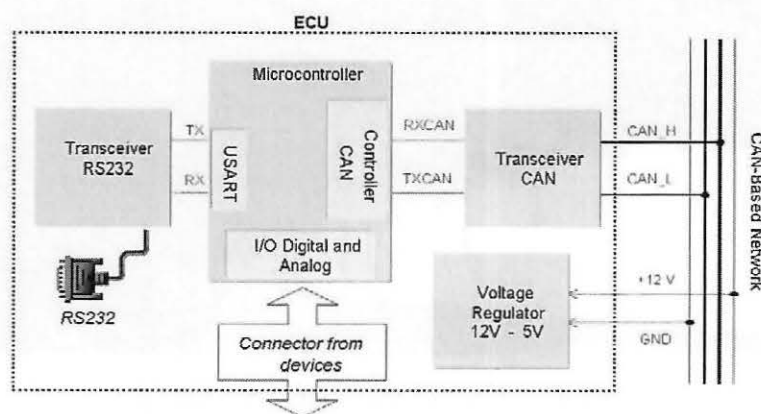 ECU
Microcontroller
Transceiver
RS232
TX
RX
USART
Controller
CAN
RXCAN
TXCAN
Transceiver
CAN
CAN_H
CAN_L
CAN-Based Network
I/O Digital and
Analog
RS232
Connector from
devices
Voltage
Regulator
12V - 5V
+12 V
GND